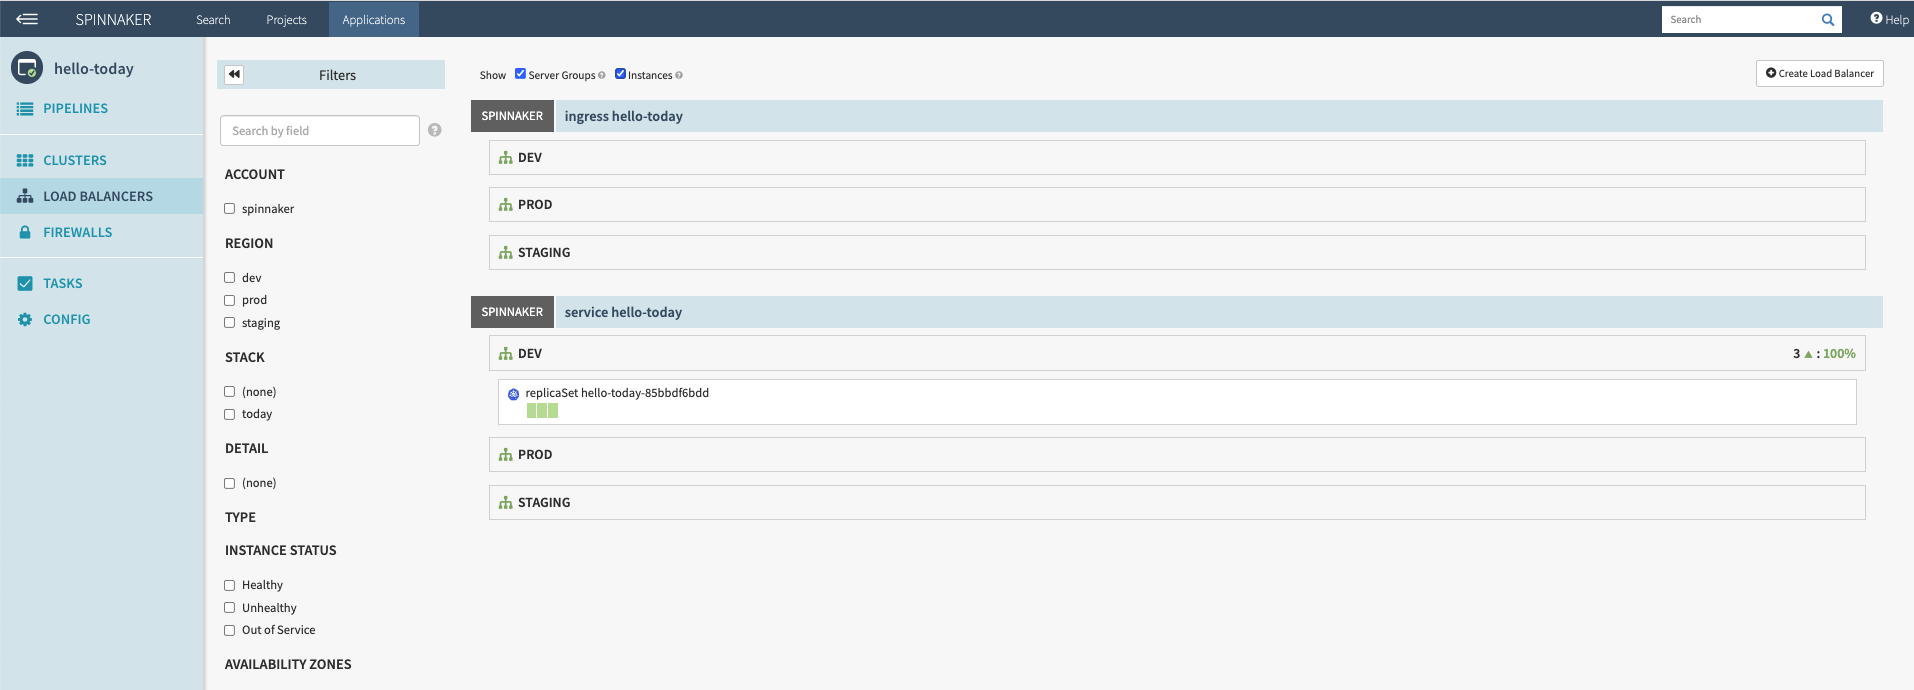 SPINNAKER Search Projects Applications Search Help
hello-today
PIPELINES
CLUSTERS
LOAD BALANCERS
FIREWALLS
TASKS
CONFIG
Filters
Search by field
ACCOUNT
spinnaker
REGION
dev
prod
staging
STACK
(none)
today
DETAIL
(none)
TYPE
INSTANCE STATUS
Healthy
Unhealthy
Out of Service
AVAILABILITY ZONES
Show Server Groups Instances Create Load Balancer
SPINNAKER ingress hello-today
DEV
PROD
STAGING
SPINNAKER service hello-today
DEV 3 ▲ : 100%
replicaSet hello-today-85bbdf6bdd
PROD
STAGING